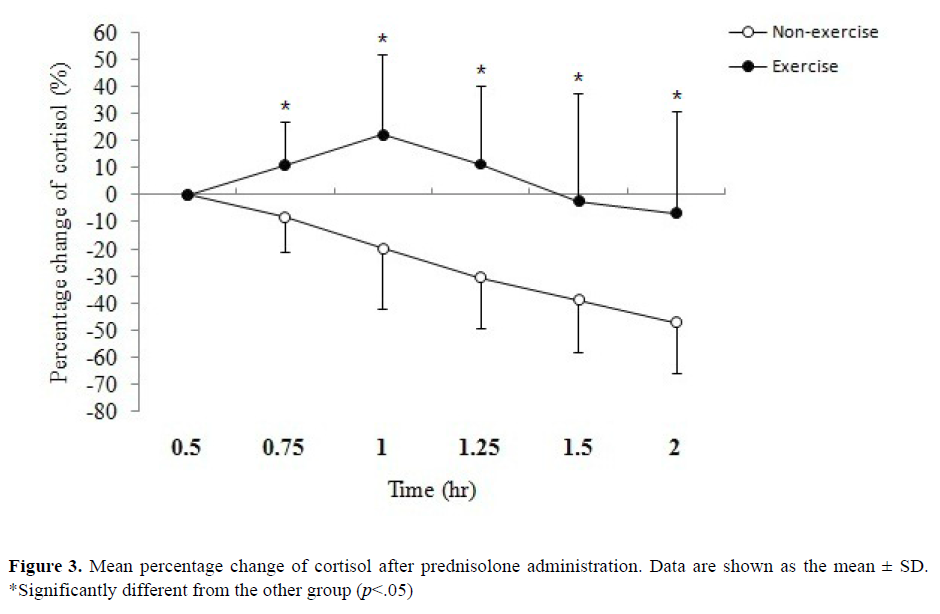 60
50
40
30
20
10
0
-10
-20
-30
-40
-50
-60
-70
-80
Percentage change of cortisol (%)
* * * * *
Non-exercise
Exercise
0.5 0.75 1 1.25 1.5 2
Time (hr)
Figure 3. Mean percentage change of cortisol after prednisolone administration. Data are shown as the mean ± SD.
*Significantly different from the other group (p<.05)